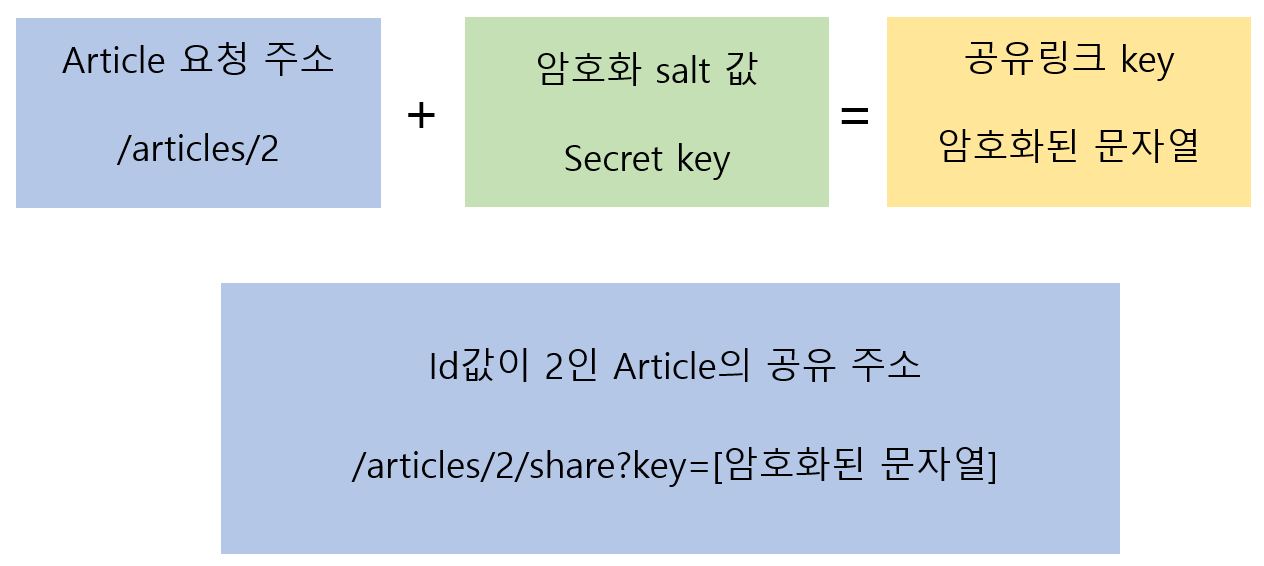 Article 요청 주소
/articles/2
+
암호화 salt 값
Secret key
=
공유링크 key
암호화된 문자열
Id값이 2인 Article의 공유 주소
/articles/2/share?key=[암호화된 문자열]